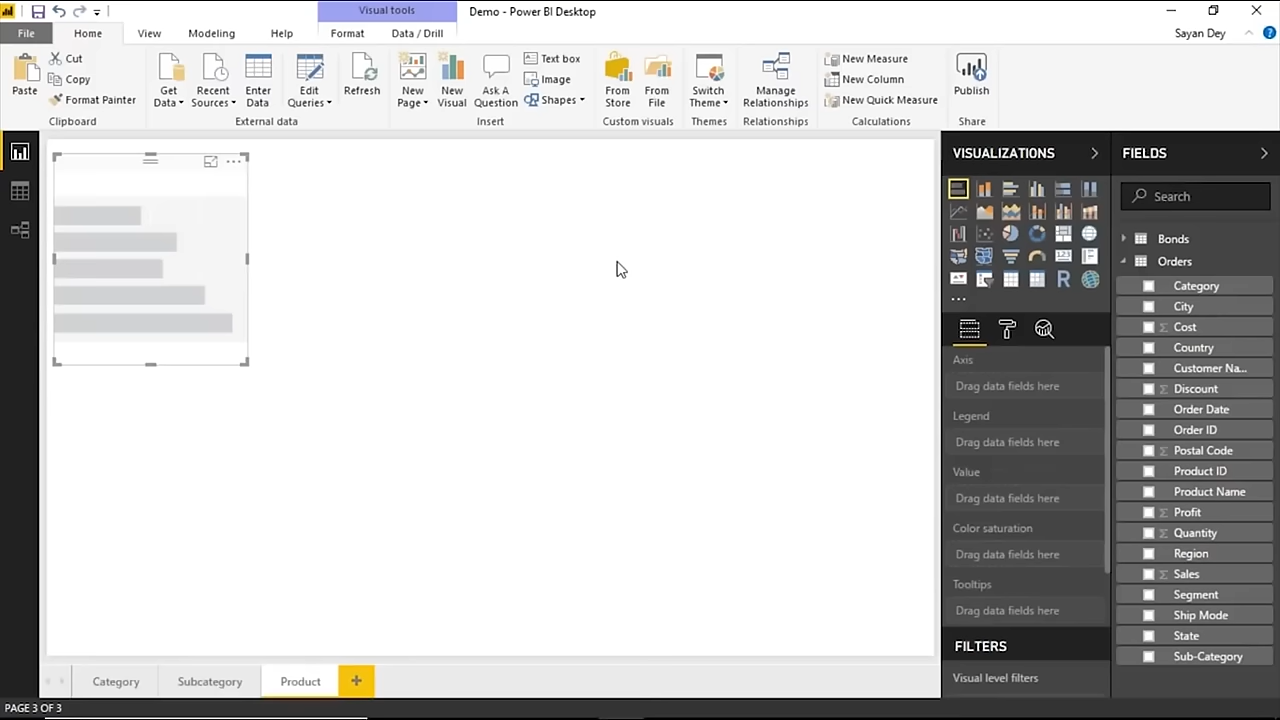 Visual tools
Demo - Power BI Desktop
File
Home
View
Modeling
Help
Format
Data / Drill
Sayan Dey
Paste
Cut
Copy
Format Painter
Clipboard
Get
Data
Recent
Sources
Enter
Data
Edit
Queries
Refresh
External data
New
Page
New
Visual
Ask A
Question
Text box
Image
Shapes
Insert
From
Store
From
File
Custom visuals
Switch
Theme
Themes
Manage
Relationships
Relationships
New Measure
New Column
New Quick Measure
Calculations
Publish
Share
VISUALIZATIONS
R
123
Axis
Drag data fields here
Legend
Drag data fields here
Value
Drag data fields here
Color saturation
Drag data fields here
Tooltips
Drag data fields here
FILTERS
Visual level filters
FIELDS
Search
Bonds
Orders
Category
City
Σ Cost
Country
Customer Na...
Σ Discount
Order Date
Order ID
Σ Postal Code
Product ID
Product Name
Σ Profit
Σ Quantity
Region
Σ Sales
Segment
Ship Mode
State
Sub-Category
Category
Subcategory
Product
+
PAGE 3 OF 3